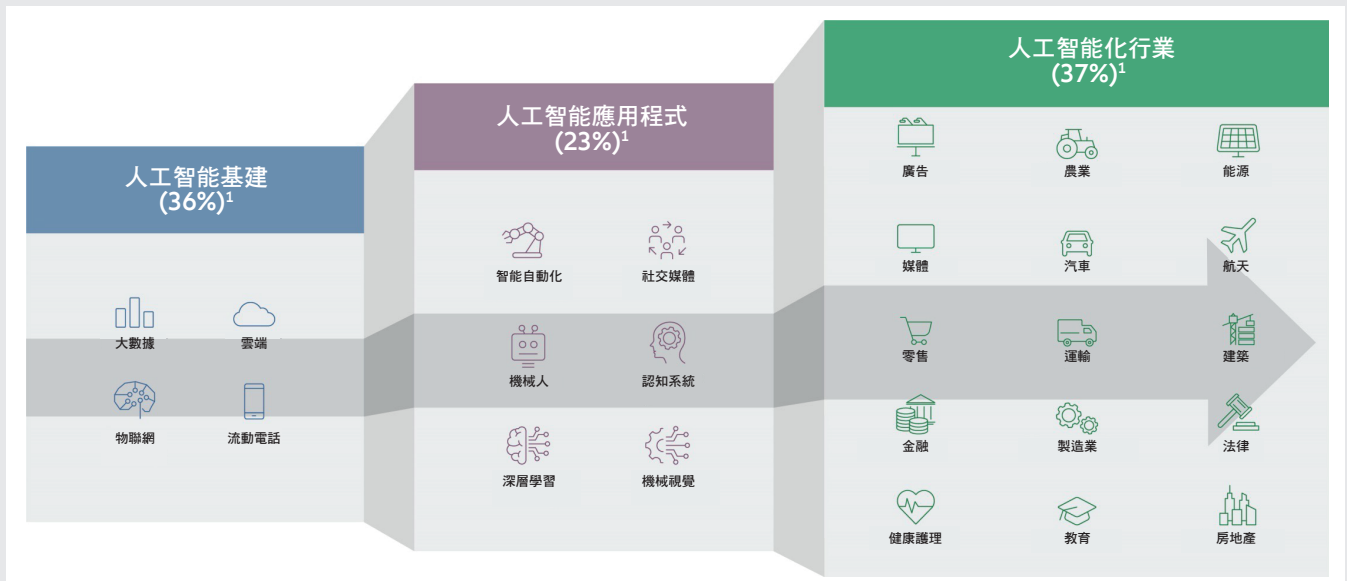 人工智能基建
(36%)¹
大數據
雲端
物聯網
流動電話
人工智能應用程式
(23%)¹
智能自動化
社交媒體
機械人
認知系統
深層學習
機械視覺
人工智能化行業
(37%)¹
廣告
農業
能源
媒體
汽車
航天
零售
運輸
建築
金融
製造業
法律
健康護理
教育
房地產